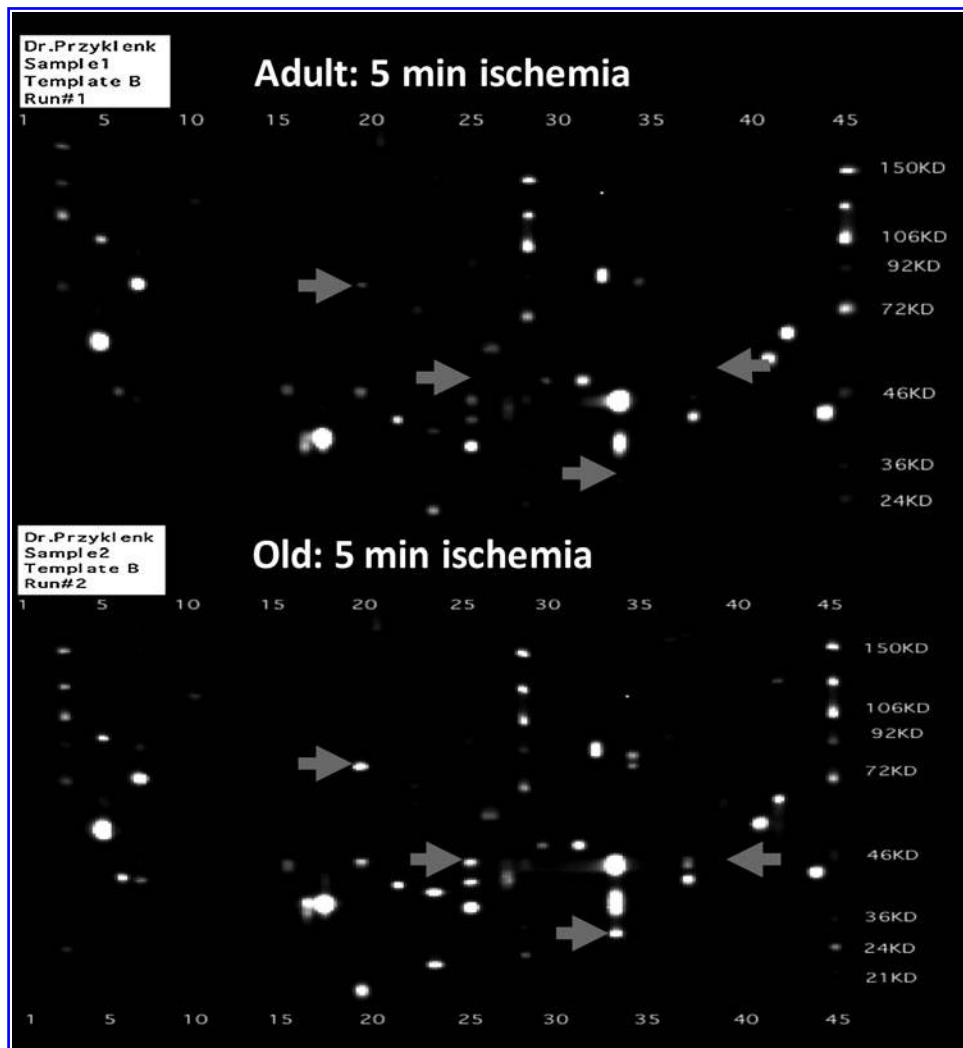 Dr.Przyklenk
Sample1
Template B
Run#1
Adult: 5 min ischemia
1 5 10 15 20 25 30 35 40 45
150KD
106KD
92KD
72KD
46KD
36KD
24KD
Dr.Przyklenk
Sample2
Template B
Run#2
Old: 5 min ischemia
1 5 10 15 20 25 30 35 40 45
150KD
106KD
92KD
72KD
46KD
36KD
24KD
21KD
1 5 10 15 20 25 30 35 40 45